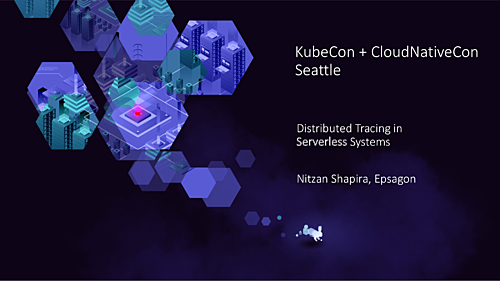 KubeCon + CloudNativeCon
Seattle
Distributed Tracing in
Serverless Systems
Nitzan Shapira, Epsagon